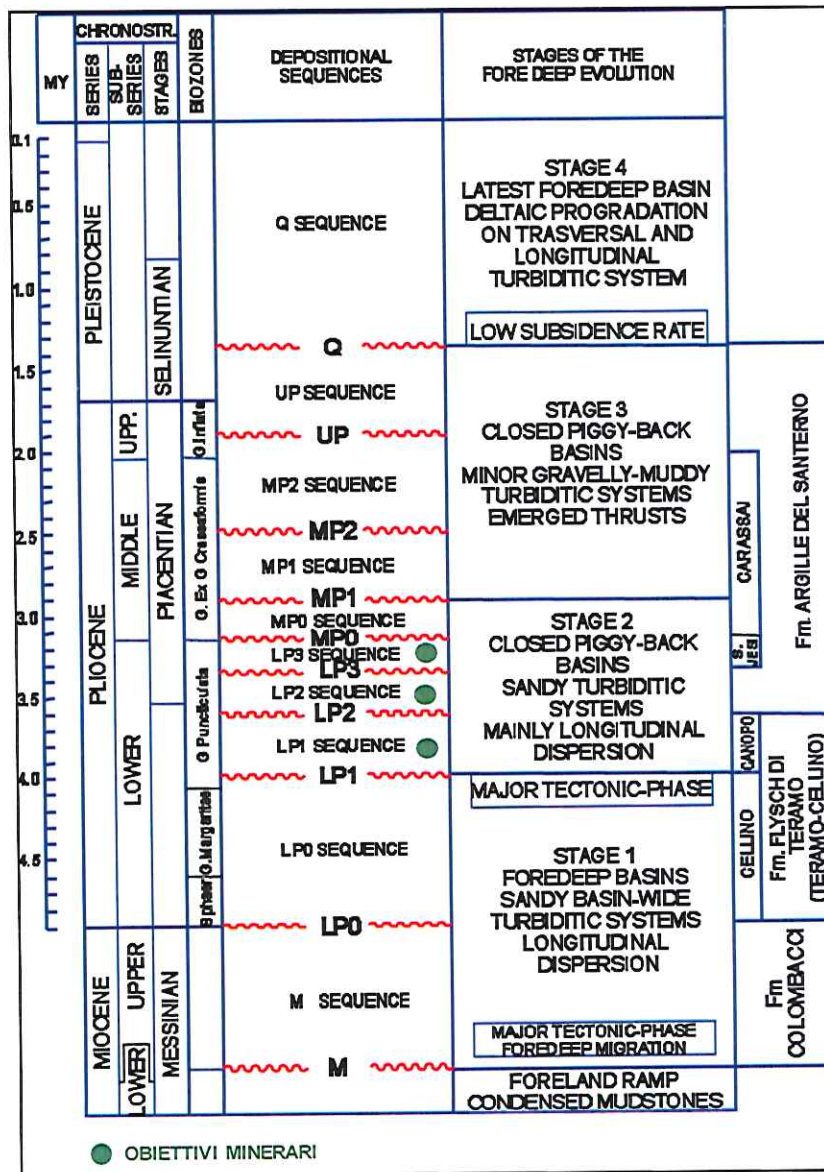 CHRONOSTR.
MY
SERIES
SUB-
SERIES
STAGES
BIOZONES
DEPOSITIONAL
SEQUENCES
STAGES OF THE
FORE DEEP EVOLUTION
0.1
0.5
1.0
1.5
2.0
2.5
3.0
3.5
4.0
4.5
PLEISTOCENE
PLIOCENE
MIOCENE
UPP.
MIDDLE
LOWER
UPPER
LOWER
SELINUNTIAN
PIACENTIAN
MESSINIAN
G.Inflata
G. Ex G Crassaformis
G Puncticulata
G.Margaritae
Sphaer
Q SEQUENCE
Q
UP SEQUENCE
UP
MP2 SEQUENCE
MP2
MP1 SEQUENCE
MP1
MP0 SEQUENCE
MP0
LP3 SEQUENCE
LP3
LP2 SEQUENCE
LP2
LP1 SEQUENCE
LP1
LP0 SEQUENCE
LP0
M SEQUENCE
M
STAGE 4
LATEST FOREDEEP BASIN
DELTAIC PROGRADATION
ON TRASVERSAL AND
LONGITUDINAL
TURBIDITIC SYSTEM
LOW SUBSIDENCE RATE
STAGE 3
CLOSED PIGGY-BACK
BASINS
MINOR GRAVELLY-MUDDY
TURBIDITIC SYSTEMS
EMERGED THRUSTS
STAGE 2
CLOSED PIGGY-BACK
BASINS
SANDY TURBIDITIC
SYSTEMS
MAINLY LONGITUDINAL
DISPERSION
MAJOR TECTONIC-PHASE
STAGE 1
FOREDEEP BASINS
SANDY BASIN-WIDE
TURBIDITIC SYSTEMS
LONGITUDINAL
DISPERSION
MAJOR TECTONIC-PHASE
FOREDEEP MIGRATION
FORELAND RAMP
CONDENSED MUDSTONES
CARASSAI
S.
JESI
CANOPO
CELLINO
Fm. ARGILLE DEL SANTERNO
Fm. FLYSCH DI
TERAMO
(TERAMO-CELLINO)
Fm
COLOMBACCI
OBIETTIVI MINERARI